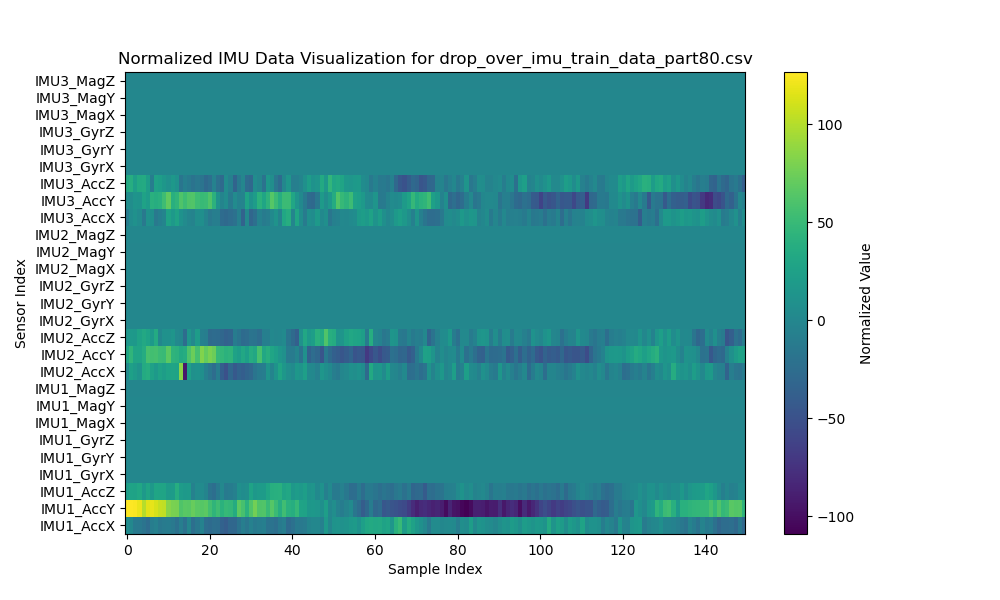 Normalized IMU Data Visualization for drop_over_imu_train_data_part80.csv
IMU3_MagZ
IMU3_MagY
IMU3_MagX
IMU3_GyrZ
IMU3_GyrY
IMU3_GyrX
IMU3_AccZ
IMU3_AccY
IMU3_AccX
IMU2_MagZ
IMU2_MagY
IMU2_MagX
IMU2_GyrZ
IMU2_GyrY
IMU2_GyrX
IMU2_AccZ
IMU2_AccY
IMU2_AccX
IMU1_MagZ
IMU1_MagY
IMU1_MagX
IMU1_GyrZ
IMU1_GyrY
IMU1_GyrX
IMU1_AccZ
IMU1_AccY
IMU1_AccX
Sensor Index
0 20 40 60 80 100 120 140
Sample Index
100
50
0
−50
−100
Normalized Value